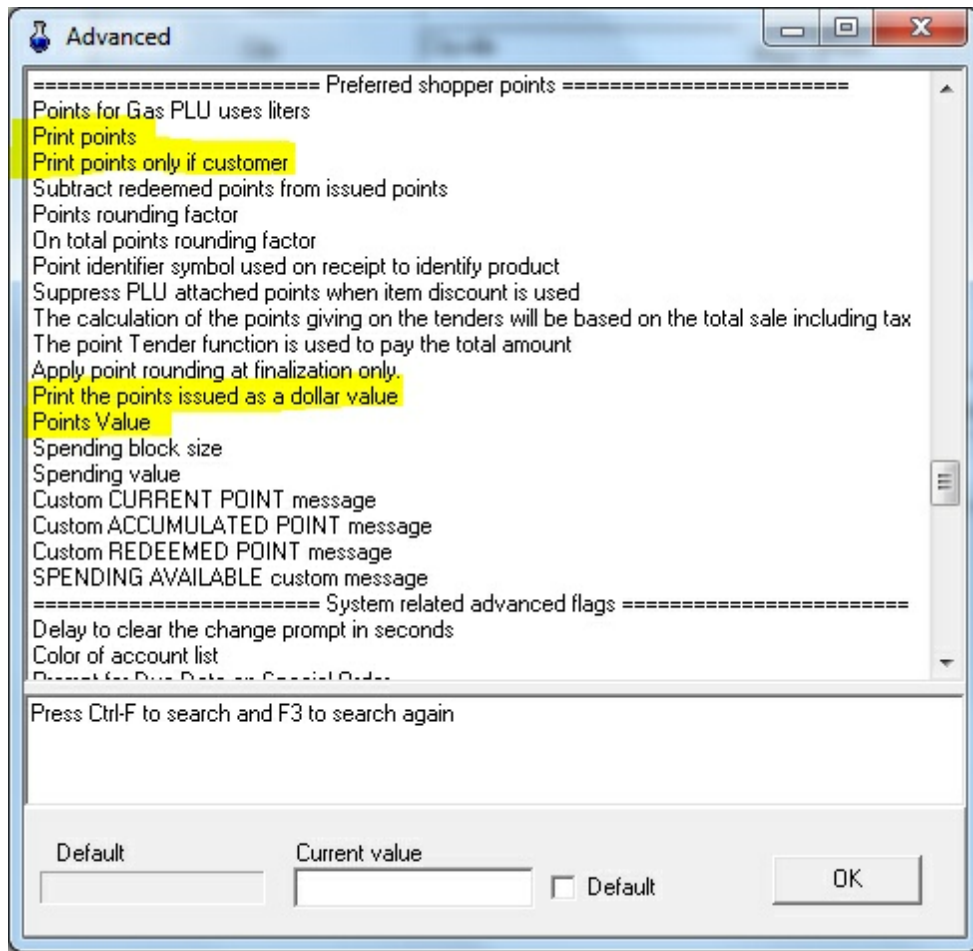 Advanced
======================== Preferred shopper points ========================
Points for Gas PLU uses liters
Print points
Print points only if customer
Subtract redeemed points from issued points
Points rounding factor
On total points rounding factor
Point identifier symbol used on receipt to identify product
Suppress PLU attached points when item discount is used
The calculation of the points giving on the tenders will be based on the total sale including tax
The point Tender function is used to pay the total amount
Apply point rounding at finalization only.
Print the points issued as a dollar value
Points Value
Spending block size
Spending value
Custom CURRENT POINT message
Custom ACCUMULATED POINT message
Custom REDEEMED POINT message
SPENDING AVAILABLE custom message
======================== System related advanced flags ========================
Delay to clear the change prompt in seconds
Color of account list
Prompt for Due Date on Special Order
Press Ctrl-F to search and F3 to search again
Default
Current value
Default
OK